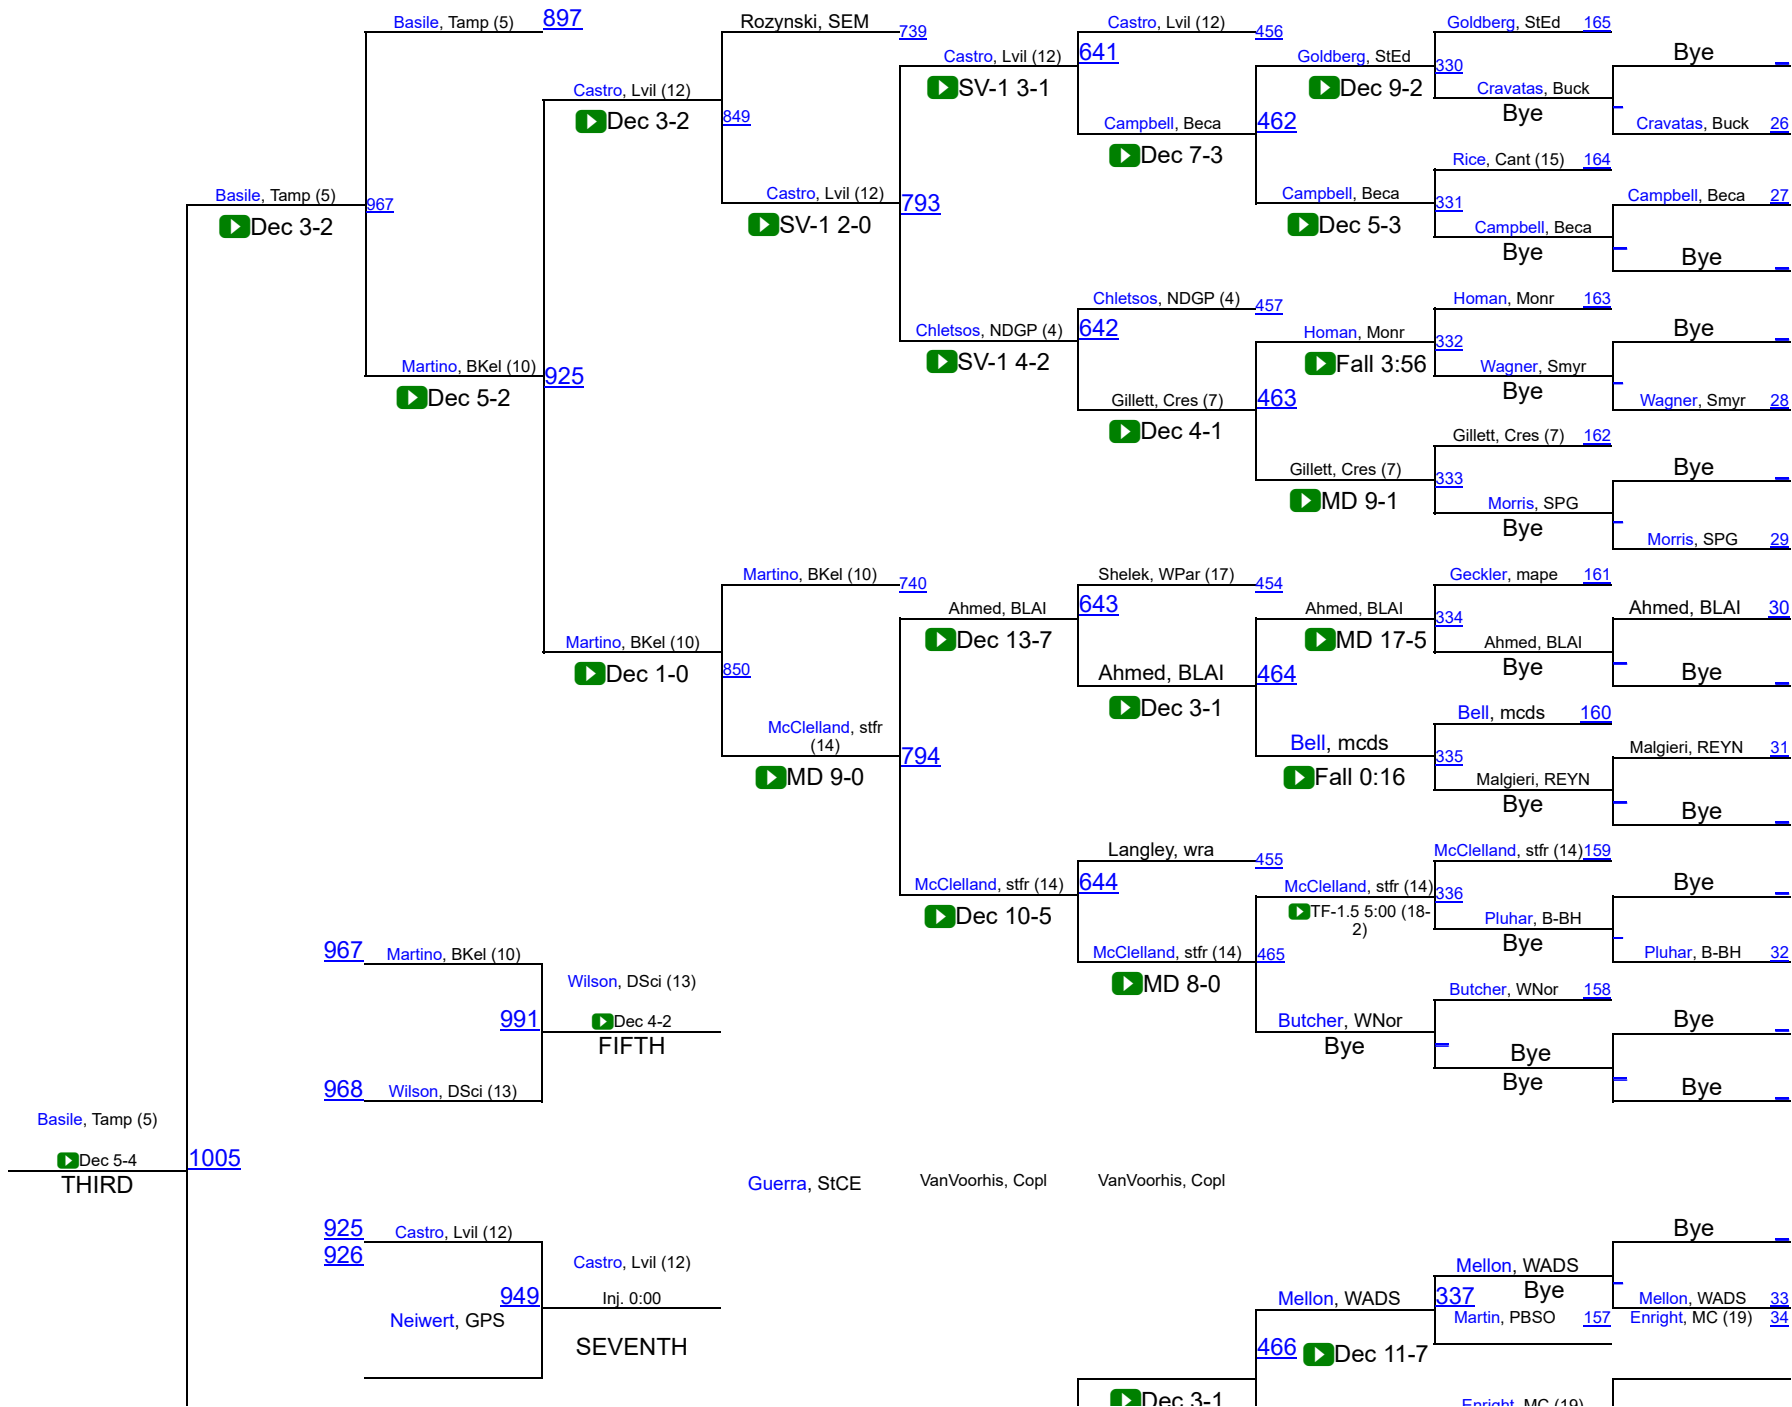 Basile, Tamp (5) 897
Rozynski, SEM 739
Castro, Lvil (12) 456
Goldberg, StEd 165
Bye
Castro, Lvil (12) 641
Goldberg, StEd 330
SV-1 3-1
Dec 9-2
Cravatas, Buck
Bye
Castro, Lvil (12)
Dec 3-2
849
Campbell, Beca 462
Cravatas, Buck 26
Dec 7-3
Rice, Cant (15) 164
Basile, Tamp (5) 967
Dec 3-2
Castro, Lvil (12) 793
SV-1 2-0
Campbell, Beca 331
Dec 5-3
Campbell, Beca 27
Campbell, Beca
Bye
Bye
Chletsos, NDGP (4) 457
Homan, Monr 163
Chletsos, NDGP (4) 642
SV-1 4-2
Homan, Monr 332
Fall 3:56
Bye
Martino, BKel (10) 925
Dec 5-2
Wagner, Smyr
Bye
Gillett, Cres (7) 463
Dec 4-1
Wagner, Smyr 28
Gillett, Cres (7) 162
Gillett, Cres (7) 333
MD 9-1
Bye
Morris, SPG
Bye
Morris, SPG 29
Martino, BKel (10) 740
Shelek, WPar (17) 454
Geckler, mape 161
Ahmed, BLAI 643
Dec 13-7
Ahmed, BLAI 334
MD 17-5
Ahmed, BLAI 30
Martino, BKel (10)
Dec 1-0
850
Ahmed, BLAI
Bye
Ahmed, BLAI 464
Dec 3-1
Bye
McClelland, stfr
(14)
794
MD 9-0
Bell, mcds 160
Bell, mcds 335
Fall 0:16
Malgieri, REYN 31
Malgieri, REYN
Bye
Bye
Langley, wra 455
McClelland, stfr (14)159
McClelland, stfr (14) 644
Dec 10-5
McClelland, stfr (14) 336
TF-1.5 5:00 (18-
2)
Bye
Pluhar, B-BH
Bye
967 Martino, BKel (10)
McClelland, stfr (14) 465
MD 8-0
Pluhar, B-BH 32
Wilson, DSci (13)
Butcher, WNor 158
991 Dec 4-2
FIFTH
Butcher, WNor
Bye
Bye
Bye
Bye
Bye
968 Wilson, DSci (13)
Basile, Tamp (5)
Dec 5-4 1005
THIRD
Guerra, StCE
VanVoorhis, Copl
VanVoorhis, Copl
925 Castro, Lvil (12)
926
Bye
Castro, Lvil (12)
Mellon, WADS
Bye
949 Inj. 0:00
Mellon, WADS 337
Mellon, WADS 33
Neiwert, GPS
Martin, PBSO 157
Enright, MC (19) 34
SEVENTH
466 Dec 11-7
Dec 3-1
Enright, MC (19)